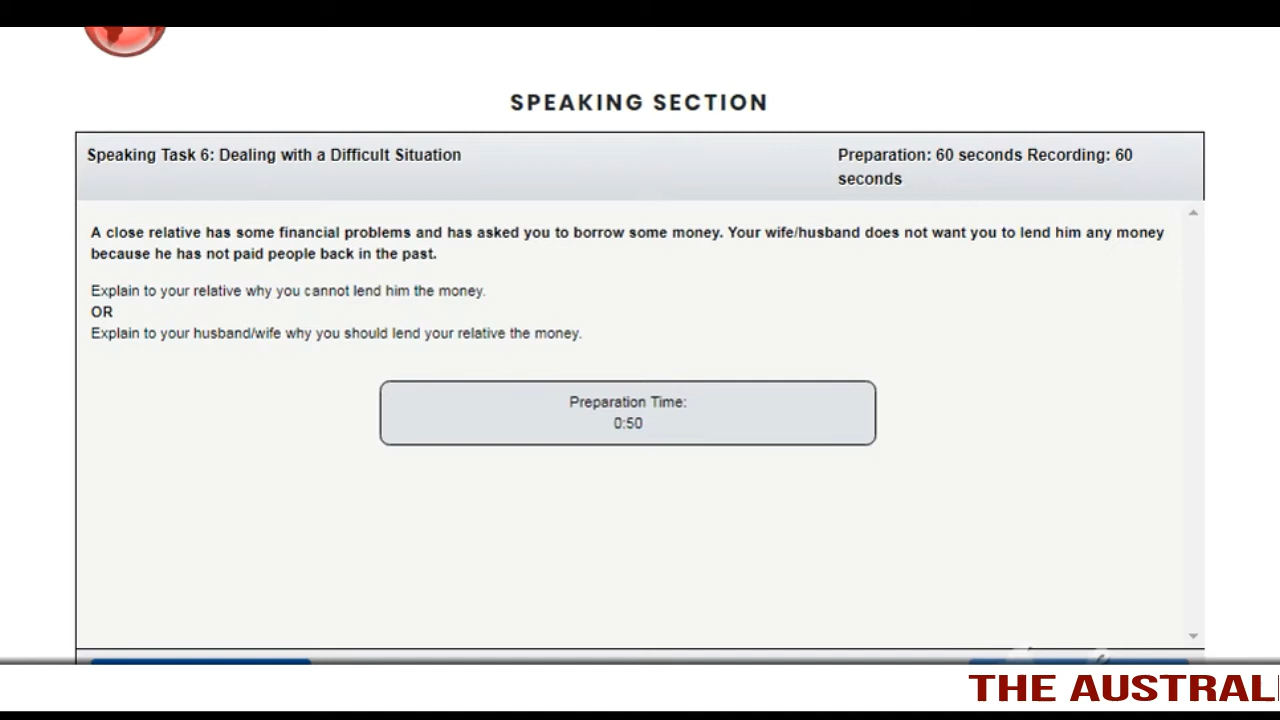 SPEAKING SECTION
Speaking Task 6: Dealing with a Difficult Situation
Preparation: 60 seconds Recording: 60
seconds
A close relative has some financial problems and has asked you to borrow some money. Your wife/husband does not want you to lend him any money
because he has not paid people back in the past.
Explain to your relative why you cannot lend him the money.
OR
Explain to your husband/wife why you should lend your relative the money.
Preparation Time:
0:50
THE AUSTRALI